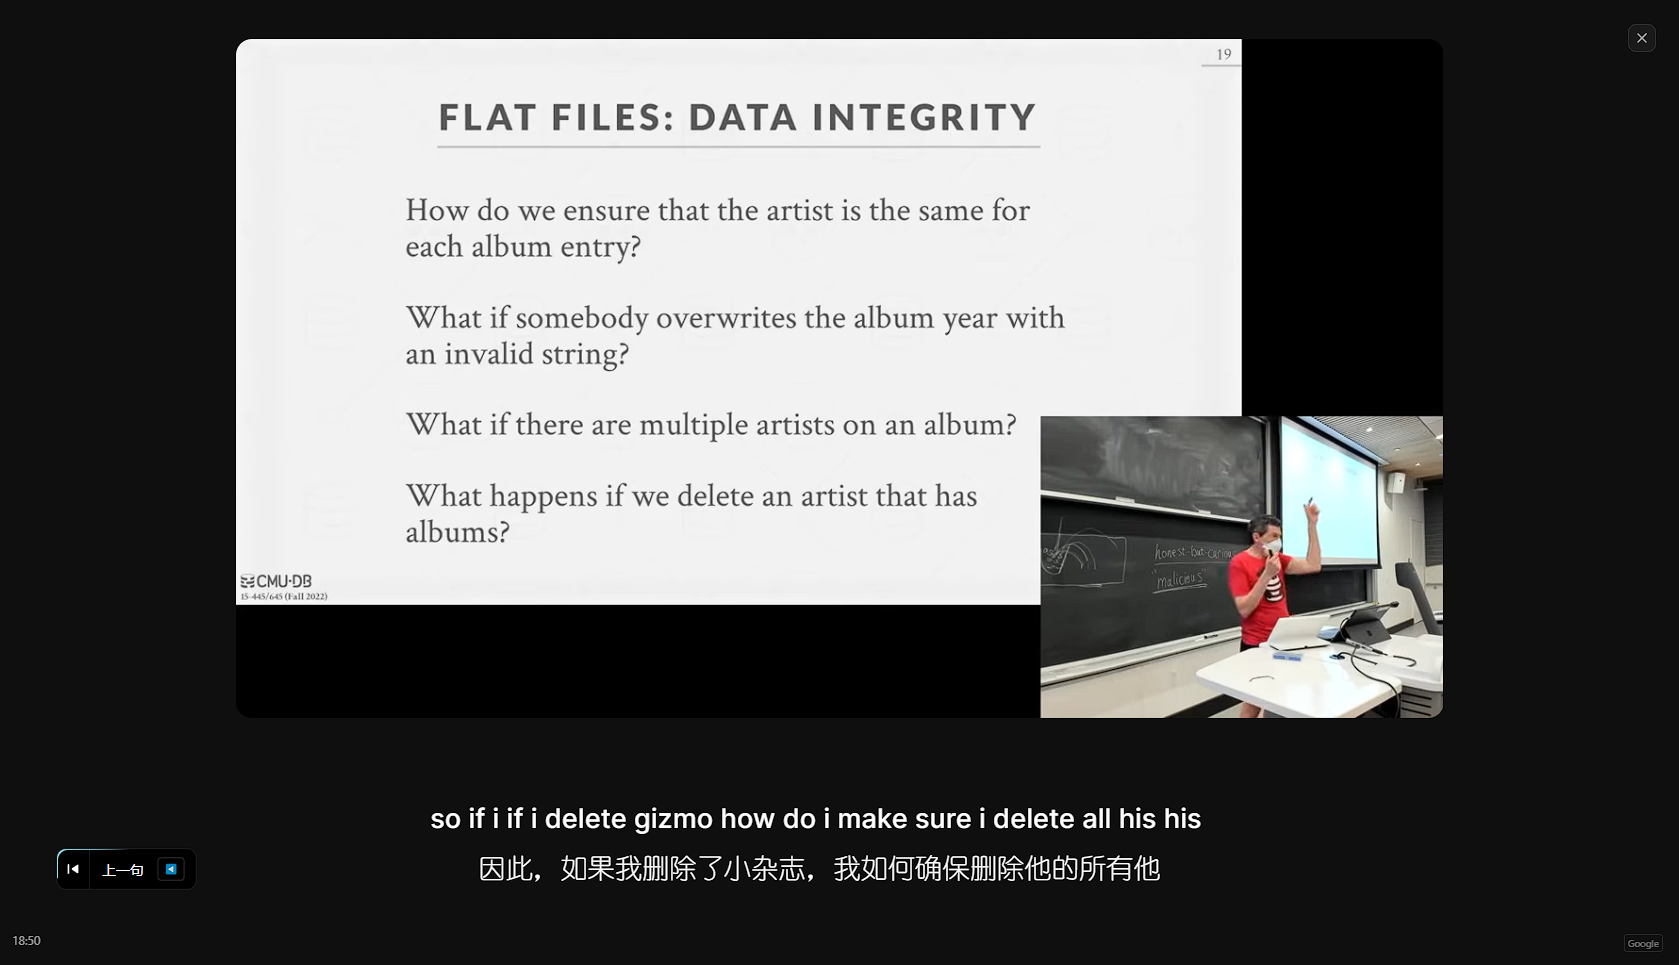 19
FLAT FILES: DATA INTEGRITY
How do we ensure that the artist is the same for
each album entry?
What if somebody overwrites the album year with
an invalid string?
What if there are multiple artists on an album?
What happens if we delete an artist that has
albums?
CMU·DB
15-445/645 (Fall 2022)
honest-but-curious
"malicious"
so if i if i delete gizmo how do i make sure i delete all his his
因此，如果我删除了小杂志，我如何确保删除他的所有他
上一句
18:50
Google